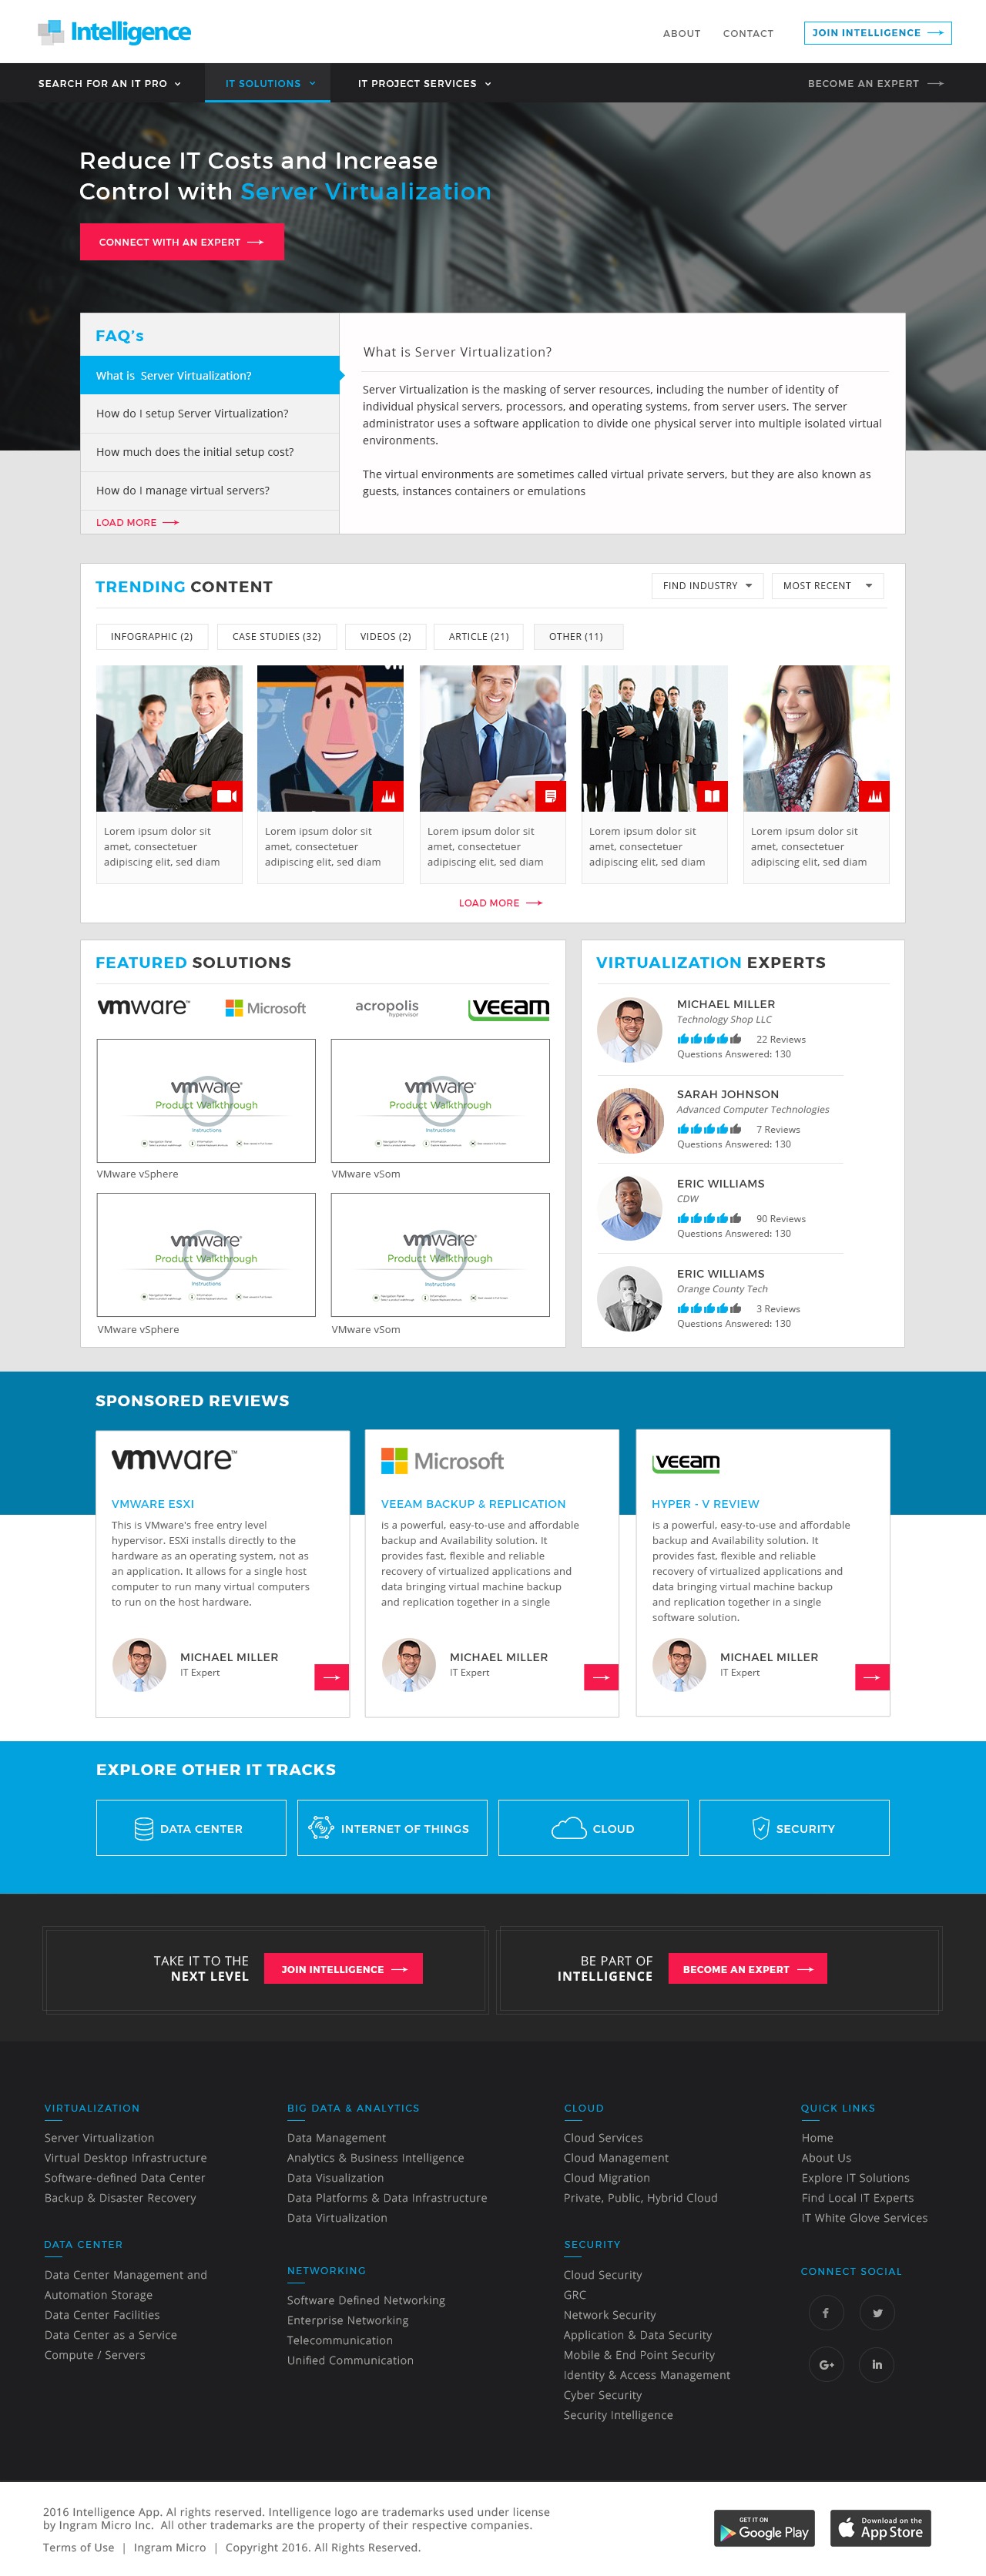 Intelligence
ABOUT
CONTACT
JOIN INTELLIGENCE
SEARCH FOR AN IT PRO
IT SOLUTIONS
IT PROJECT SERVICES
BECOME AN EXPERT
Reduce IT Costs and Increase
Control with Server Virtualization
CONNECT WITH AN EXPERT
FAQ's
What is Server Virtualization?
How do I setup Server Virtualization?
How much does the initial setup cost?
How do I manage virtual servers?
LOAD MORE
What is Server Virtualization?
Server Virtualization is the masking of server resources, including the number of identity of
individual physical servers, processors, and operating systems, from server users. The server
administrator uses a software application to divide one physical server into multiple isolated virtual
environments.
The virtual environments are sometimes called virtual private servers, but they are also known as
guests, instances containers or emulations
TRENDING CONTENT
FIND INDUSTRY
MOST RECENT
INFOGRAPHIC (2)
CASE STUDIES (32)
VIDEOS (2)
ARTICLE (21)
OTHER (11)
Lorem ipsum dolor sit
amet, consectetuer
adipiscing elit, sed diam
Lorem ipsum dolor sit
amet, consectetuer
adipiscing elit, sed diam
Lorem ipsum dolor sit
amet, consectetuer
adipiscing elit, sed diam
Lorem ipsum dolor sit
amet, consectetuer
adipiscing elit, sed diam
Lorem ipsum dolor sit
amet, consectetuer
adipiscing elit, sed diam
LOAD MORE
FEATURED SOLUTIONS
vmware™
Microsoft
acropolis
hypervisor
veeam
vmware
Product Walkthrough
Instructions
VMware vSphere
vmware
Product Walkthrough
Instructions
VMware vSom
vmware
Product Walkthrough
Instructions
VMware vSphere
vmware
Product Walkthrough
Instructions
VMware vSom
VIRTUALIZATION EXPERTS
MICHAEL MILLER
Technology Shop LLC
22 Reviews
Questions Answered: 130
SARAH JOHNSON
Advanced Computer Technologies
7 Reviews
Questions Answered: 130
ERIC WILLIAMS
CDW
90 Reviews
Questions Answered: 130
ERIC WILLIAMS
Orange County Tech
3 Reviews
Questions Answered: 130
SPONSORED REVIEWS
vmware™
VMWARE ESXI
This is VMware's free entry level
hypervisor. ESXi installs directly to the
hardware as an operating system, not as
an application. It allows for a single host
computer to run many virtual computers
to run on the host hardware.
MICHAEL MILLER
IT Expert
Microsoft
VEEAM BACKUP & REPLICATION
is a powerful, easy-to-use and affordable
backup and Availability solution. It
provides fast, flexible and reliable
recovery of virtualized applications and
data bringing virtual machine backup
and replication together in a single
MICHAEL MILLER
IT Expert
veeam
HYPER - V REVIEW
is a powerful, easy-to-use and affordable
backup and Availability solution. It
provides fast, flexible and reliable
recovery of virtualized applications and
data bringing virtual machine backup
and replication together in a single
software solution.
MICHAEL MILLER
IT Expert
EXPLORE OTHER IT TRACKS
DATA CENTER
INTERNET OF THINGS
CLOUD
SECURITY
TAKE IT TO THE
NEXT LEVEL
JOIN INTELLIGENCE
BE PART OF
INTELLIGENCE
BECOME AN EXPERT
VIRTUALIZATION
Server Virtualization
Virtual Desktop Infrastructure
Software-defined Data Center
Backup & Disaster Recovery
DATA CENTER
Data Center Management and
Automation Storage
Data Center Facilities
Data Center as a Service
Compute / Servers
BIG DATA & ANALYTICS
Data Management
Analytics & Business Intelligence
Data Visualization
Data Platforms & Data Infrastructure
Data Virtualization
NETWORKING
Software Defined Networking
Enterprise Networking
Telecommunication
Unified Communication
CLOUD
Cloud Services
Cloud Management
Cloud Migration
Private, Public, Hybrid Cloud
SECURITY
Cloud Security
GRC
Network Security
Application & Data Security
Mobile & End Point Security
Identity & Access Management
Cyber Security
Security Intelligence
QUICK LINKS
Home
About Us
Explore IT Solutions
Find Local IT Experts
IT White Glove Services
CONNECT SOCIAL
f
G+
in
2016 Intelligence App. Al rights reserved. Intelligence logo are trademarks used under license
by Ingram Micro Inc. All other trademarks are the property of their respective companies.
Terms of Use | Ingram Micro | Copyright 2016. All Rights Reserved.
GET IT ON
Google Play
Download on the
App Store